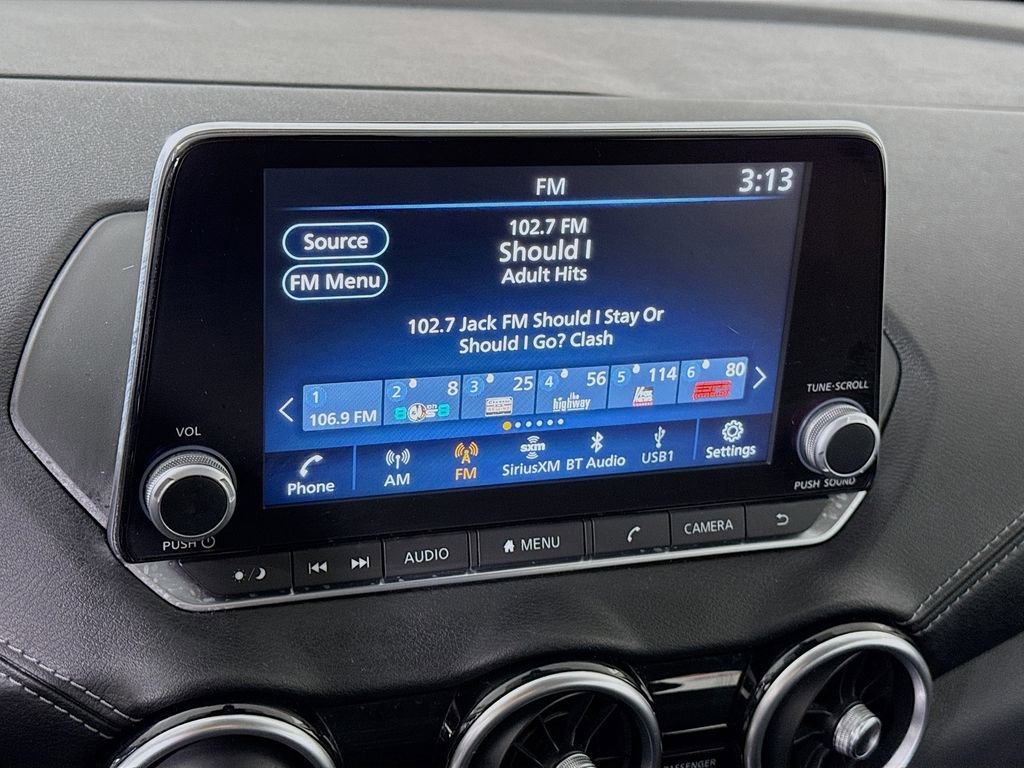 FM
3:13
Source
FM Menu
102.7 FM
Should I
Adult Hits
102.7 Jack FM Should I Stay Or
Should I Go? Clash
1
106.9 FM
2 8
3 25
4 56
the
highway
5 114
6 80
Phone
AM
FM
sxm
SiriusXM
BT Audio
USB1
Settings
VOL
PUSH
TUNE·SCROLL
PUSH SOUND
AUDIO
MENU
CAMERA
PASSENGER